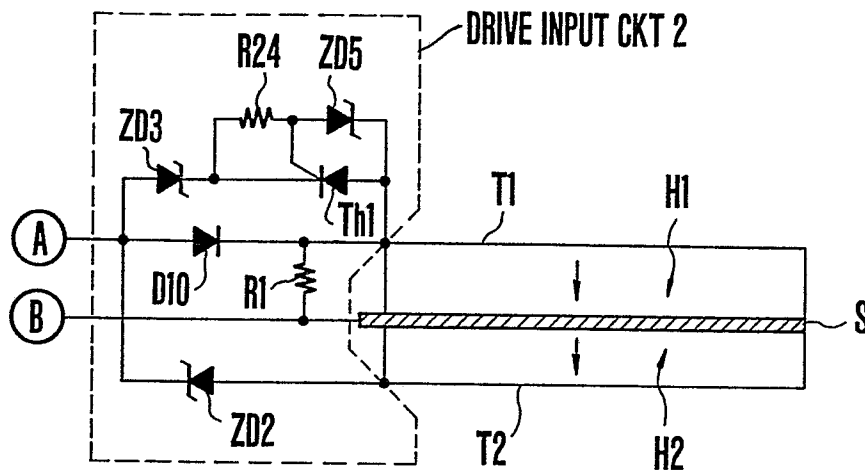 DRIVE INPUT CKT 2
R24
ZD5
ZD3
Th1
T1
H1
A
D10
R1
B
S
ZD2
T2
H2